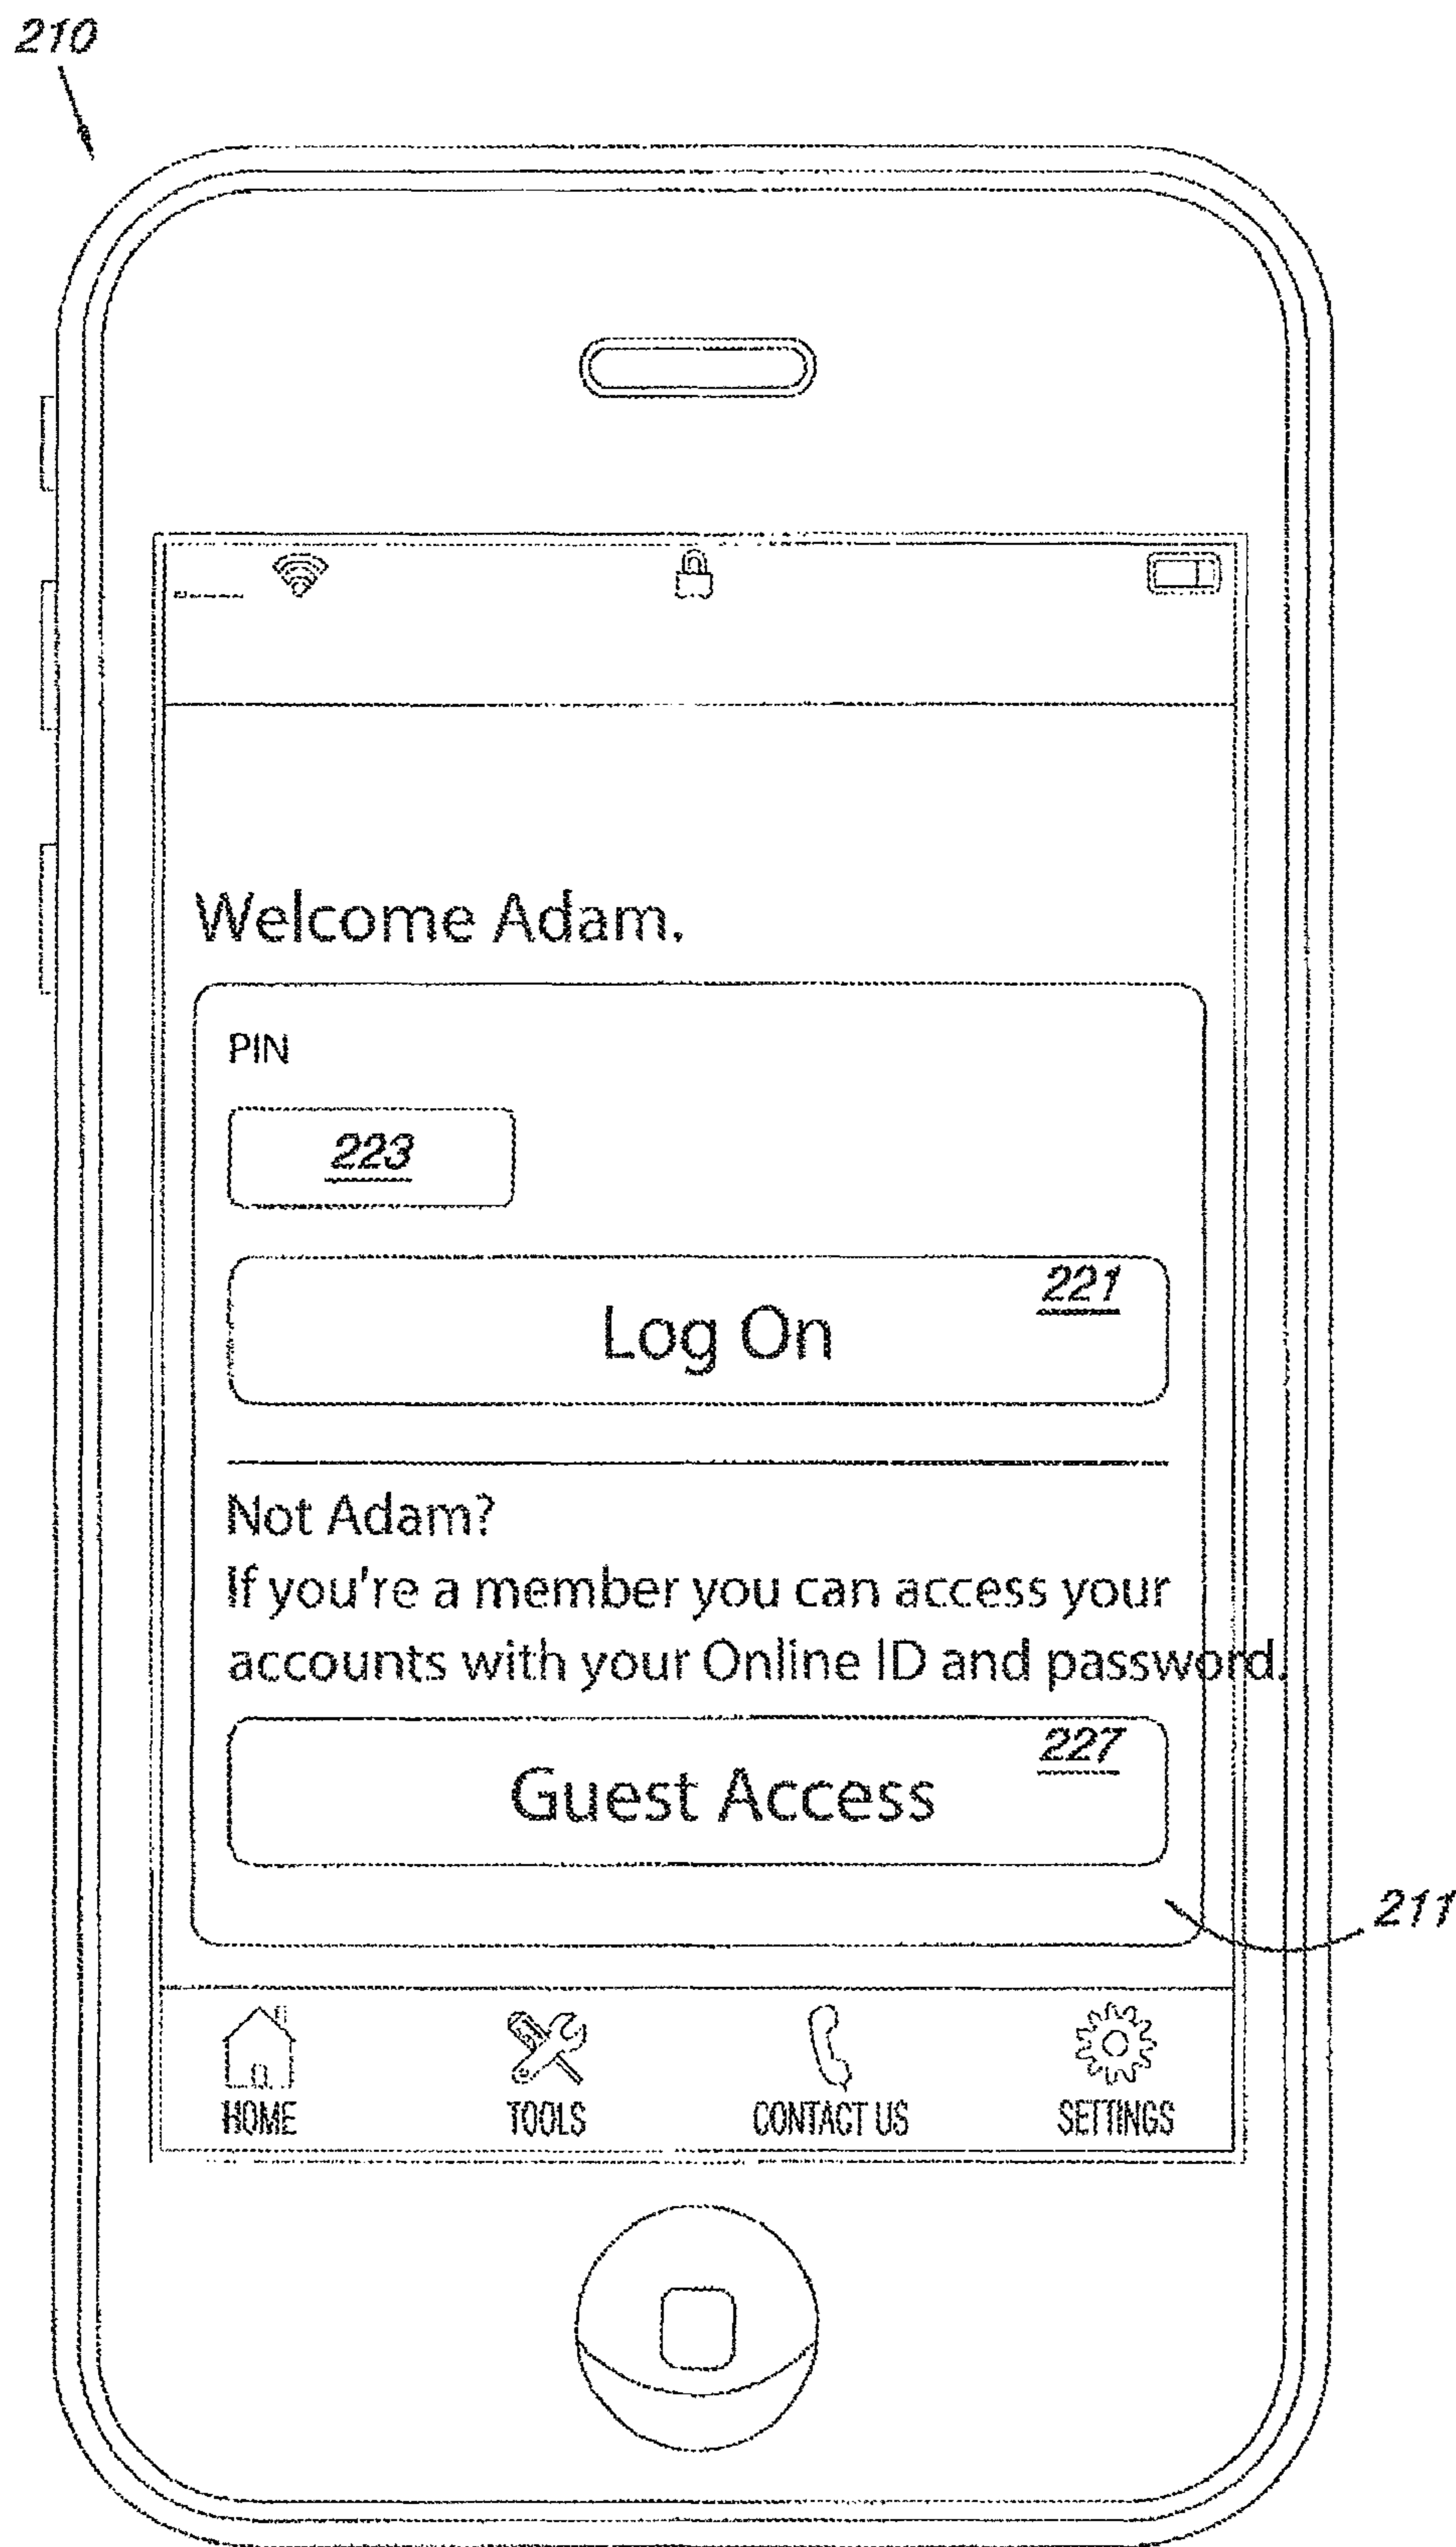 210
Welcome Adam.
PIN
223
221
Log On
Not Adam?
If you're a member you can access your
accounts with your Online ID and password.
227
Guest Access
211
HOME TOOLS CONTACT US SETTINGS